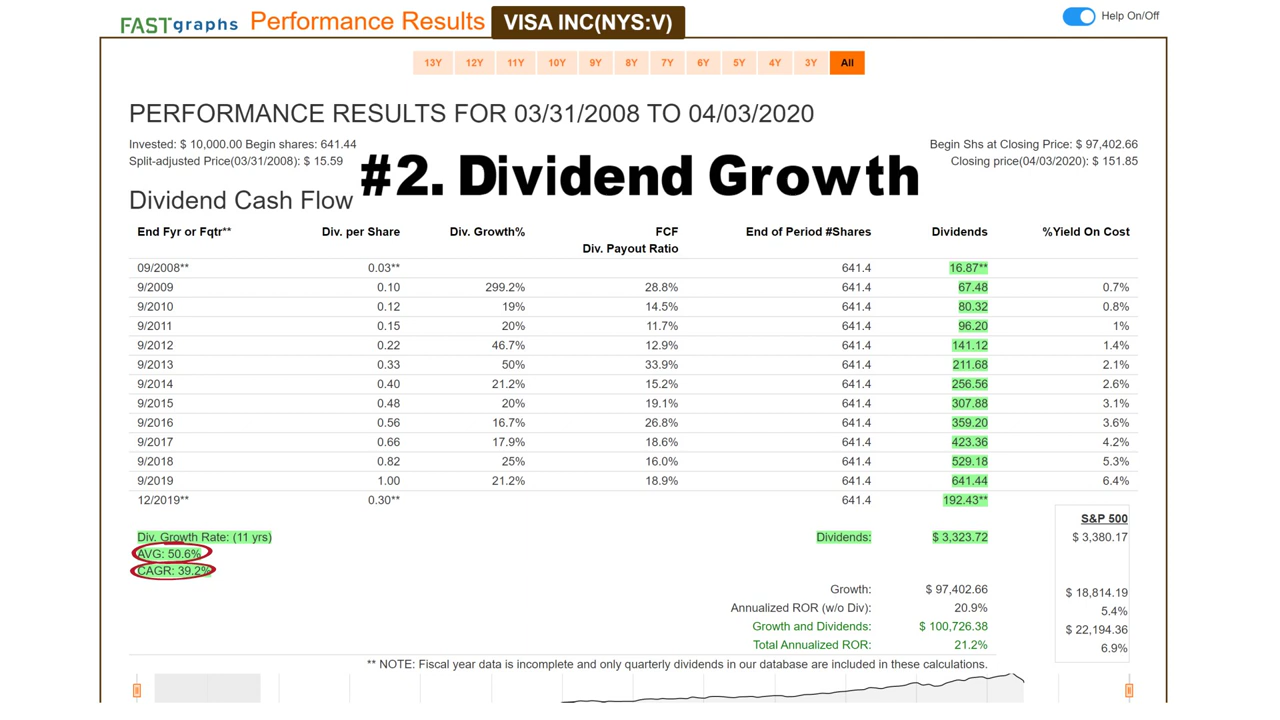 FASTgraphs Performance Results VISA INC(NYS:V)
Help On/Off
13Y 12Y 11Y 10Y 9Y 8Y 7Y 6Y 5Y 4Y 3Y All
PERFORMANCE RESULTS FOR 03/31/2008 TO 04/03/2020
Invested: $ 10,000.00 Begin shares: 641.44
Begin Shs at Closing Price: $ 97,402.66
Split-adjusted Price(03/31/2008): $ 15.59
Closing price(04/03/2020): $ 151.85
#2. Dividend Growth
Dividend Cash Flow
End Fyr or Fqtr** Div. per Share Div. Growth% FCF End of Period #Shares Dividends %Yield On Cost
Div. Payout Ratio
09/2008** 0.03** 641.4 16.87**
9/2009 0.10 299.2% 28.8% 641.4 67.48 0.7%
9/2010 0.12 19% 14.5% 641.4 80.32 0.8%
9/2011 0.15 20% 11.7% 641.4 96.20 1%
9/2012 0.22 46.7% 12.9% 641.4 141.12 1.4%
9/2013 0.33 50% 33.9% 641.4 211.68 2.1%
9/2014 0.40 21.2% 15.2% 641.4 256.56 2.6%
9/2015 0.48 20% 19.1% 641.4 307.88 3.1%
9/2016 0.56 16.7% 26.8% 641.4 359.20 3.6%
9/2017 0.66 17.9% 18.6% 641.4 423.36 4.2%
9/2018 0.82 25% 16.0% 641.4 529.18 5.3%
9/2019 1.00 21.2% 18.9% 641.4 641.44 6.4%
12/2019** 0.30** 641.4 192.43**
S&P 500
Div. Growth Rate: (11 yrs) Dividends: $ 3,323.72 $ 3,380.17
AVG: 50.6%
CAGR: 39.2%
Growth: $ 97,402.66 $ 18,814.19
Annualized ROR (w/o Div): 20.9% 5.4%
Growth and Dividends: $ 100,726.38 $ 22,194.36
Total Annualized ROR: 21.2% 6.9%
** NOTE: Fiscal year data is incomplete and only quarterly dividends in our database are included in these calculations.